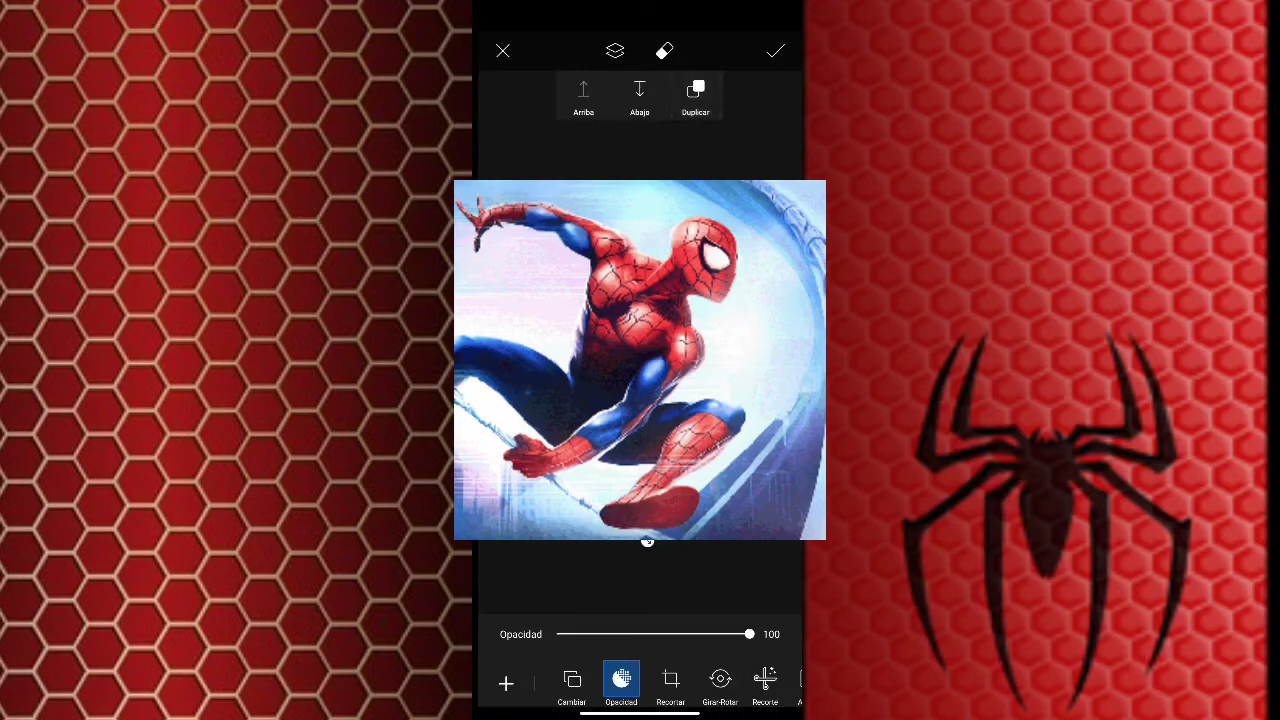 Arriba Abajo Duplicar
Opacidad 100
Cambiar Opacidad Recortar Girar-Rotar Recorte